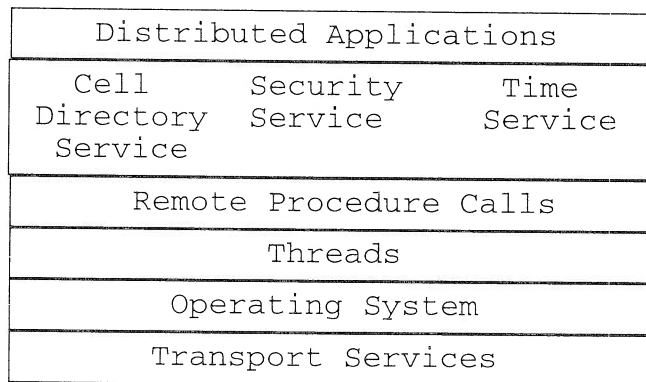 Distributed Applications
Cell Directory Service
Security Service
Time Service
Remote Procedure Calls
Threads
Operating System
Transport Services